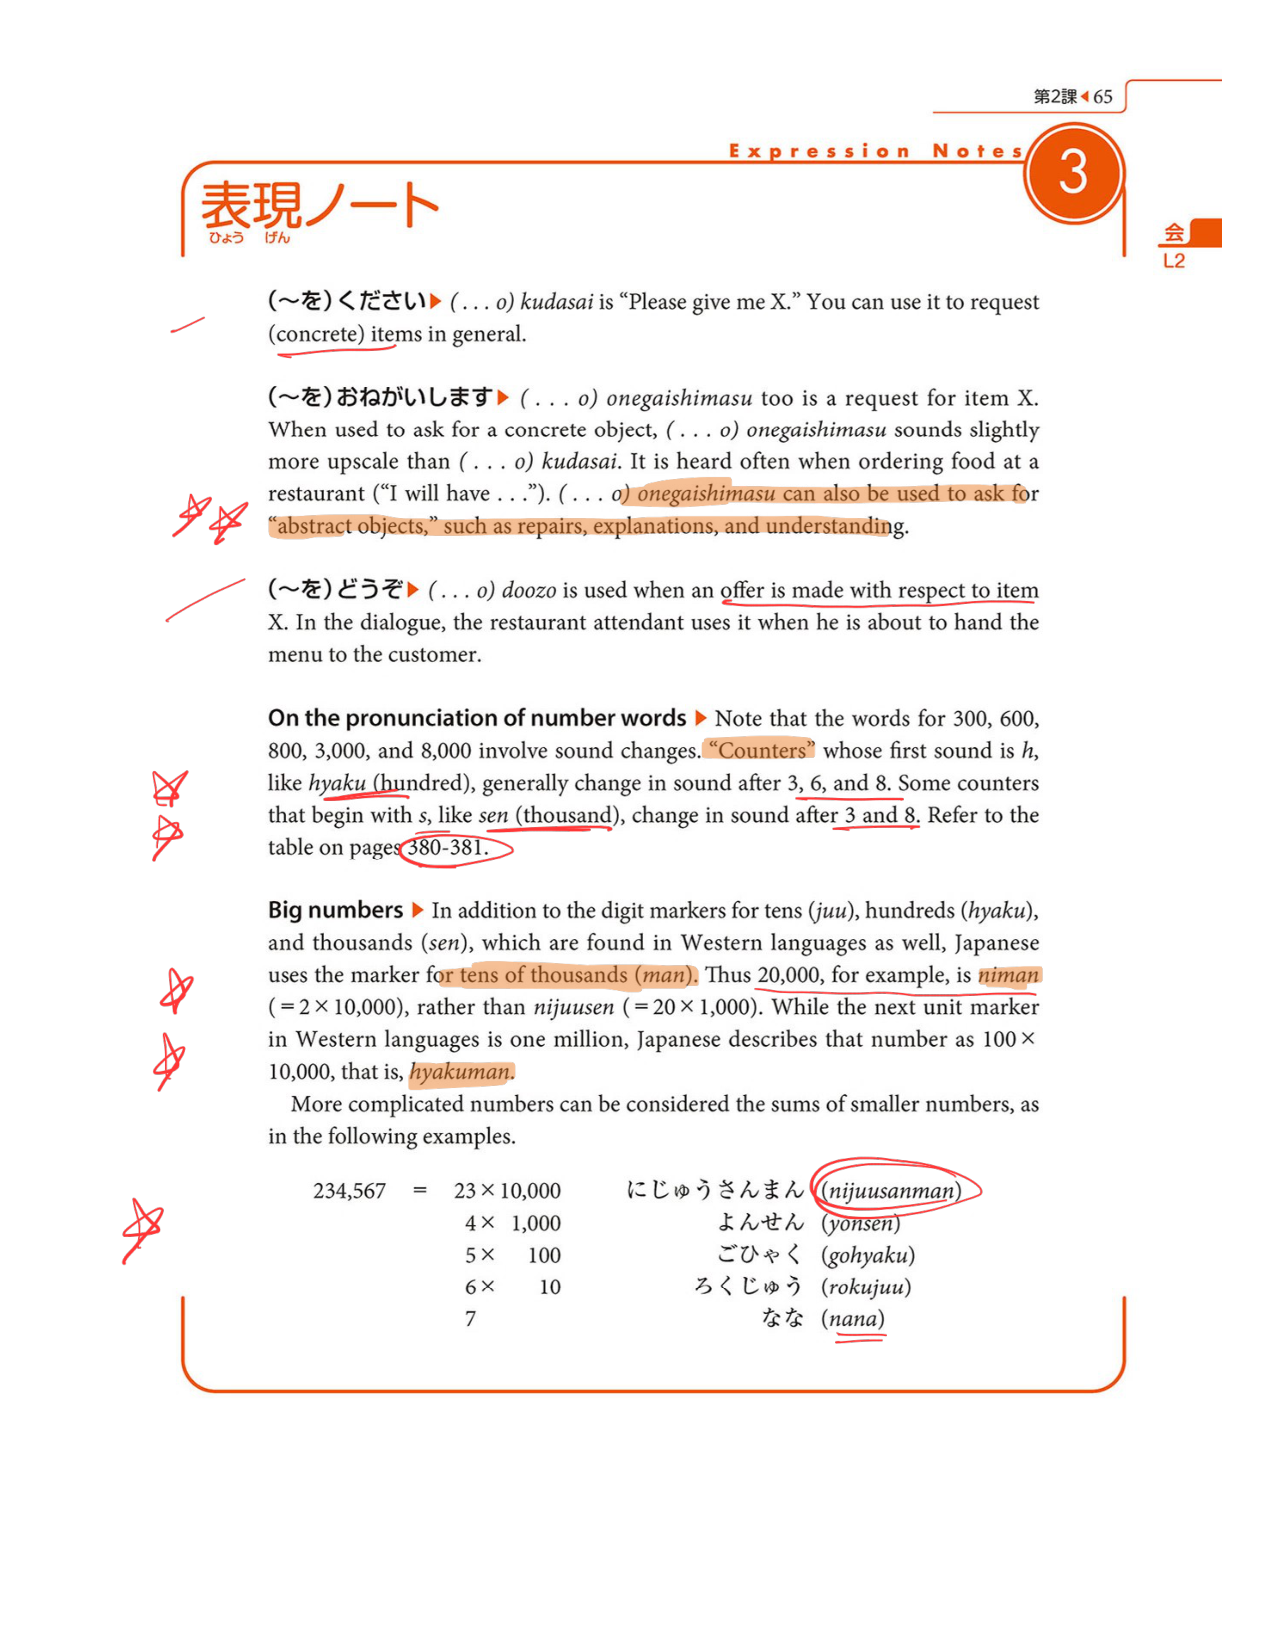 第2課◀65
Expression Notes
3
表現ノート
ひょう げん
会
L2
(～を)ください▶(...o) kudasai is “Please give me X.” You can use it to request
(concrete) items in general.
(～を)おねがいします▶(...o) onegaishimasu too is a request for item X.
When used to ask for a concrete object, (...o) onegaishimasu sounds slightly
more upscale than (...o) kudasai. It is heard often when ordering food at a
restaurant (“I will have ...”). (...o) onegaishimasu can also be used to ask for
“abstract objects,” such as repairs, explanations, and understanding.
(～を)どうぞ▶(...o) doozo is used when an offer is made with respect to item
X. In the dialogue, the restaurant attendant uses it when he is about to hand the
menu to the customer.
On the pronunciation of number words ▶ Note that the words for 300, 600,
800, 3,000, and 8,000 involve sound changes. “Counters” whose first sound is h,
like hyaku (hundred), generally change in sound after 3, 6, and 8. Some counters
that begin with s, like sen (thousand), change in sound after 3 and 8. Refer to the
table on pages 380-381.
Big numbers ▶ In addition to the digit markers for tens (juu), hundreds (hyaku),
and thousands (sen), which are found in Western languages as well, Japanese
uses the marker for tens of thousands (man). Thus 20,000, for example, is niman
(=2×10,000), rather than nijuusen (=20×1,000). While the next unit marker
in Western languages is one million, Japanese describes that number as 100×
10,000, that is, hyakuman.
More complicated numbers can be considered the sums of smaller numbers, as
in the following examples.
234,567 = 23×10,000 にじゅうさんまん (nijuusanman)
4× 1,000 よんせん (yonsen)
5× 100 ごひゃく (gohyaku)
6× 10 ろくじゅう (rokujuu)
7 なな (nana)